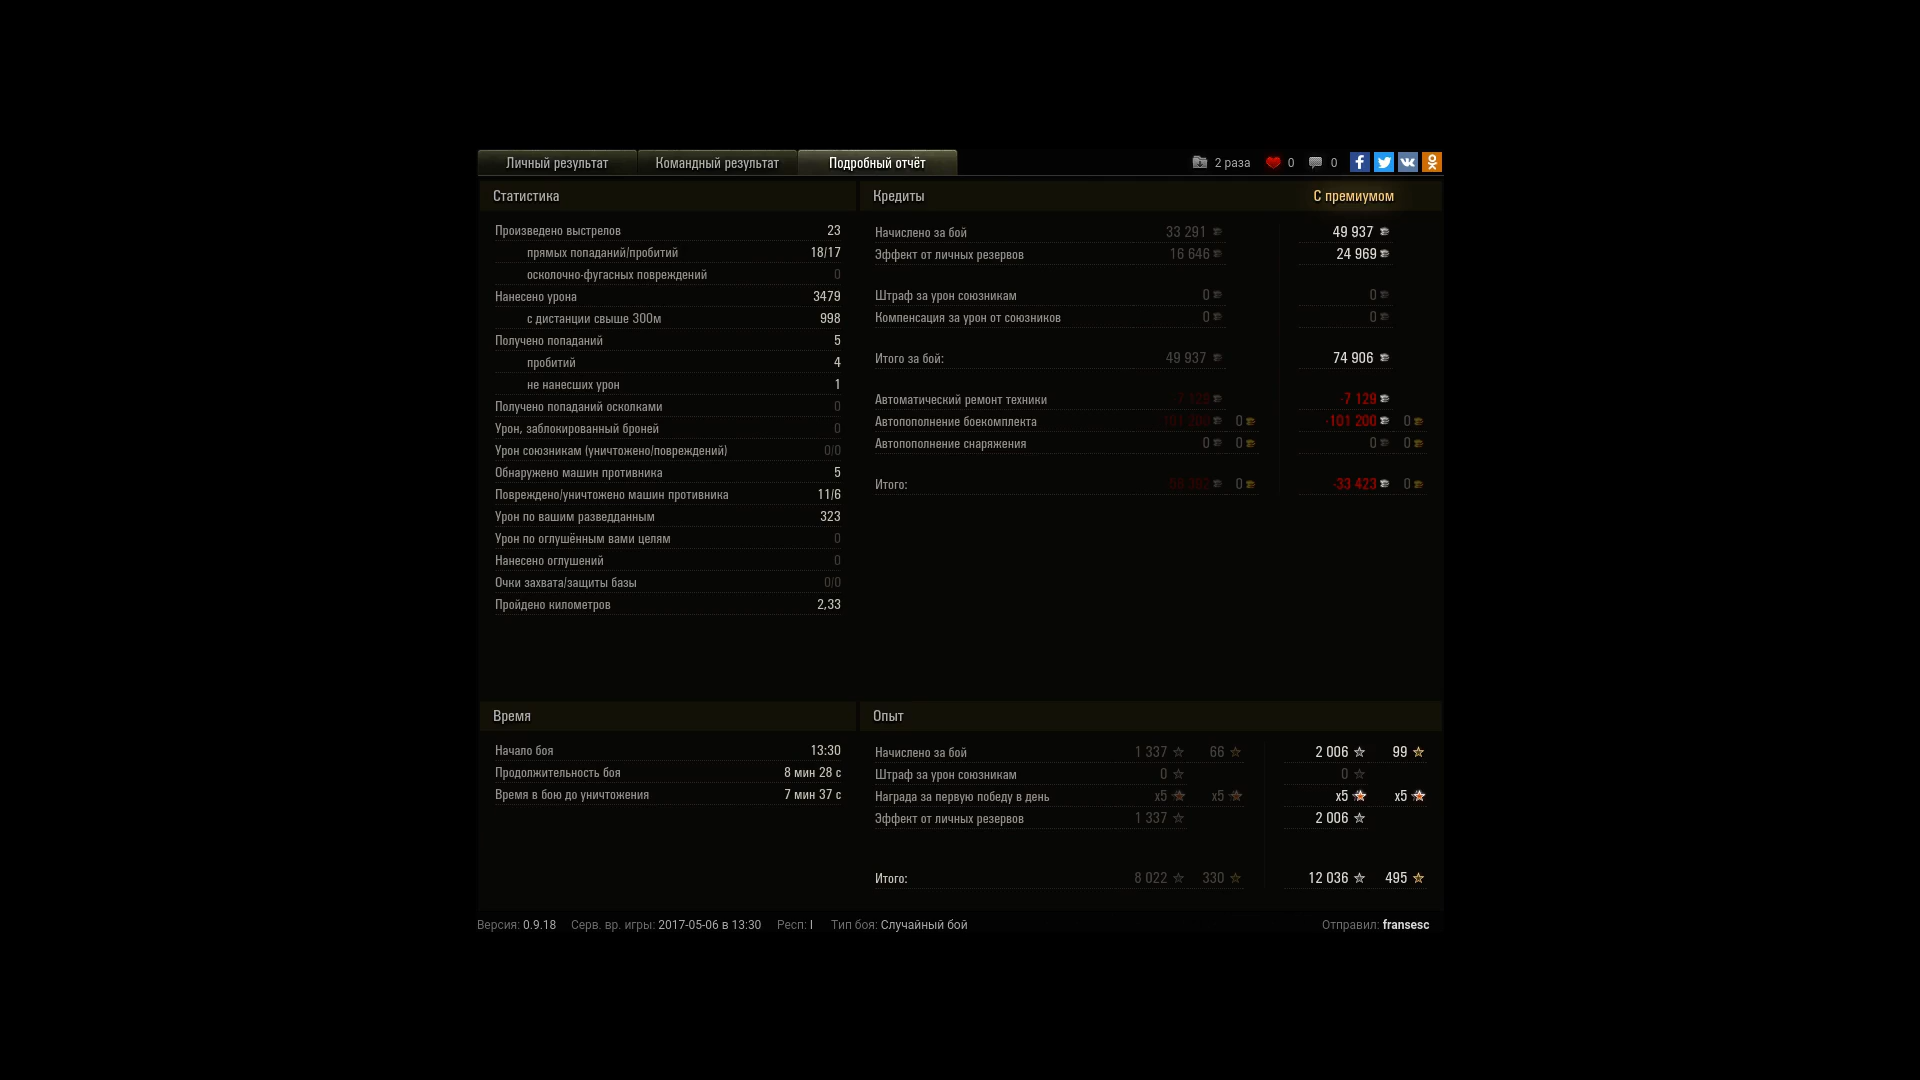 Личный результат Командный результат Подробный отчёт 2 раза 0 0
Статистика
Произведено выстрелов 23
прямых попаданий/пробитий 18/17
осколочно-фугасных повреждений 0
Нанесено урона 3479
с дистанции свыше 300м 998
Получено попаданий 5
пробитий 4
не нанесших урон 1
Получено попаданий осколками 0
Урон, заблокированный броней 0
Урон союзникам (уничтожено/повреждений) 0/0
Обнаружено машин противника 5
Повреждено/уничтожено машин противника 11/6
Урон по вашим разведданным 323
Урон по оглушённым вами целям 0
Нанесено оглушений 0
Очки захвата/защиты базы 0/0
Пройдено километров 2,33
Кредиты С премиумом
Начислено за бой 33 291 49 937
Эффект от личных резервов 16 646 24 969
Штраф за урон союзникам 0 0
Компенсация за урон от союзников 0 0
Итого за бой: 49 937 74 906
Автоматический ремонт техники -7 129 -7 129
Автопополнение боекомплекта -101 200 0 -101 200 0
Автопополнение снаряжения 0 0 0 0
Итого: 0 -33 423 0
Время
Начало боя 13:30
Продолжительность боя 8 мин 28 с
Время в бою до уничтожения 7 мин 37 с
Опыт
Начислено за бой 1 337 66 2 006 99
Штраф за урон союзникам 0 0
Награда за первую победу в день x5 x5 x5 x5
Эффект от личных резервов 1 337 2 006
Итого: 8 022 330 12 036 495
Версия: 0.9.18 Серв. вр. игры: 2017-05-06 в 13:30 Респ: I Тип боя: Случайный бой Отправил: fransesc